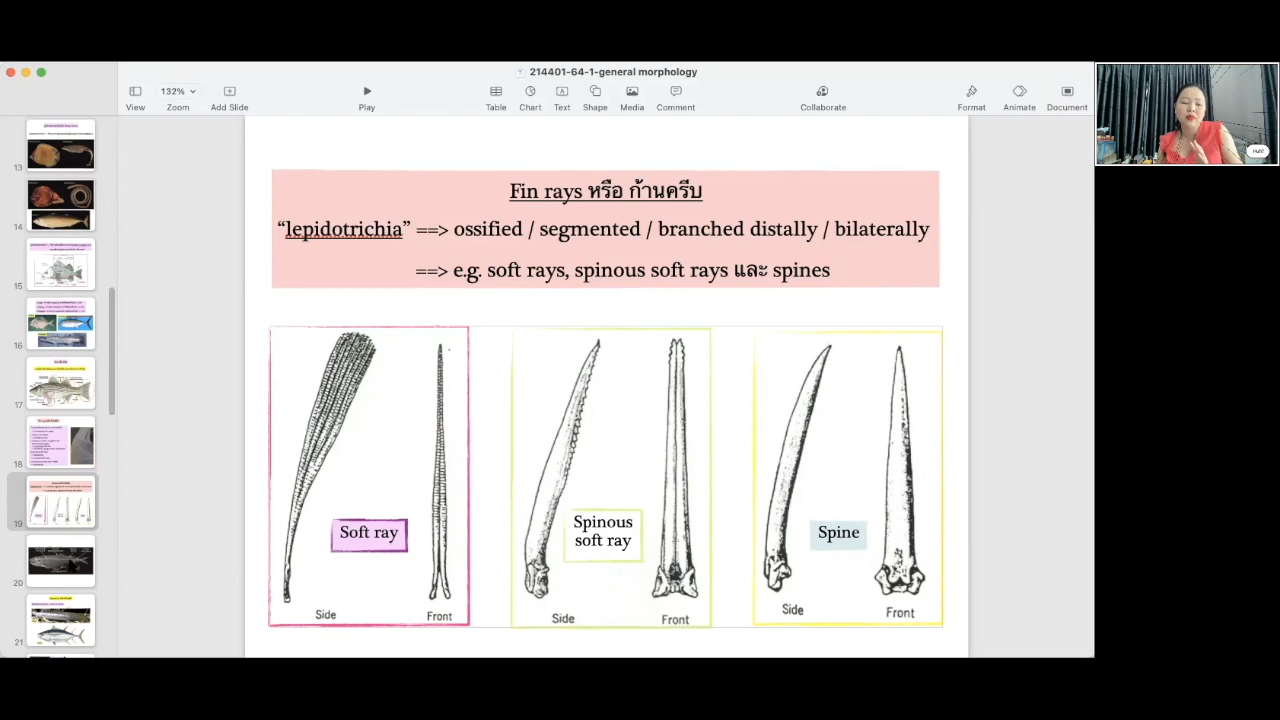 214401-64-1-general morphology
132%
View
Zoom
Add Slide
Play
Table
Chart
Text
Shape
Media
Comment
Collaborate
Format
Animate
Document
13
14
15
16
17
18
19
20
21
Fin rays หรือ ก้านครีบ
“lepidotrichia” ==> ossified / segmented / branched distally / bilaterally
==> e.g. soft rays, spinous soft rays และ spines
Soft ray
Side
Front
Spinous
soft ray
Side
Front
Spine
Side
Front